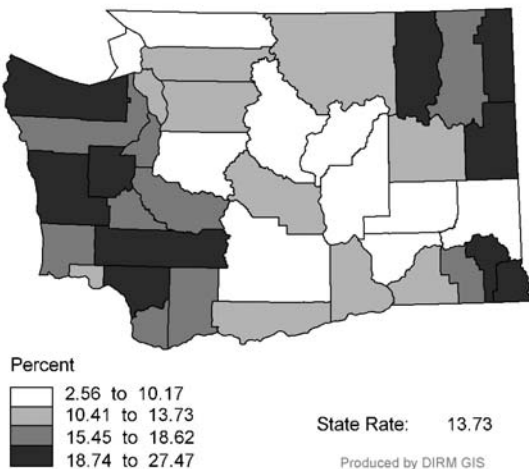 Percent
2.56 to 10.17
10.41 to 13.73
15.45 to 18.62
18.74 to 27.47
State Rate: 13.73
Produced by DIRM GIS